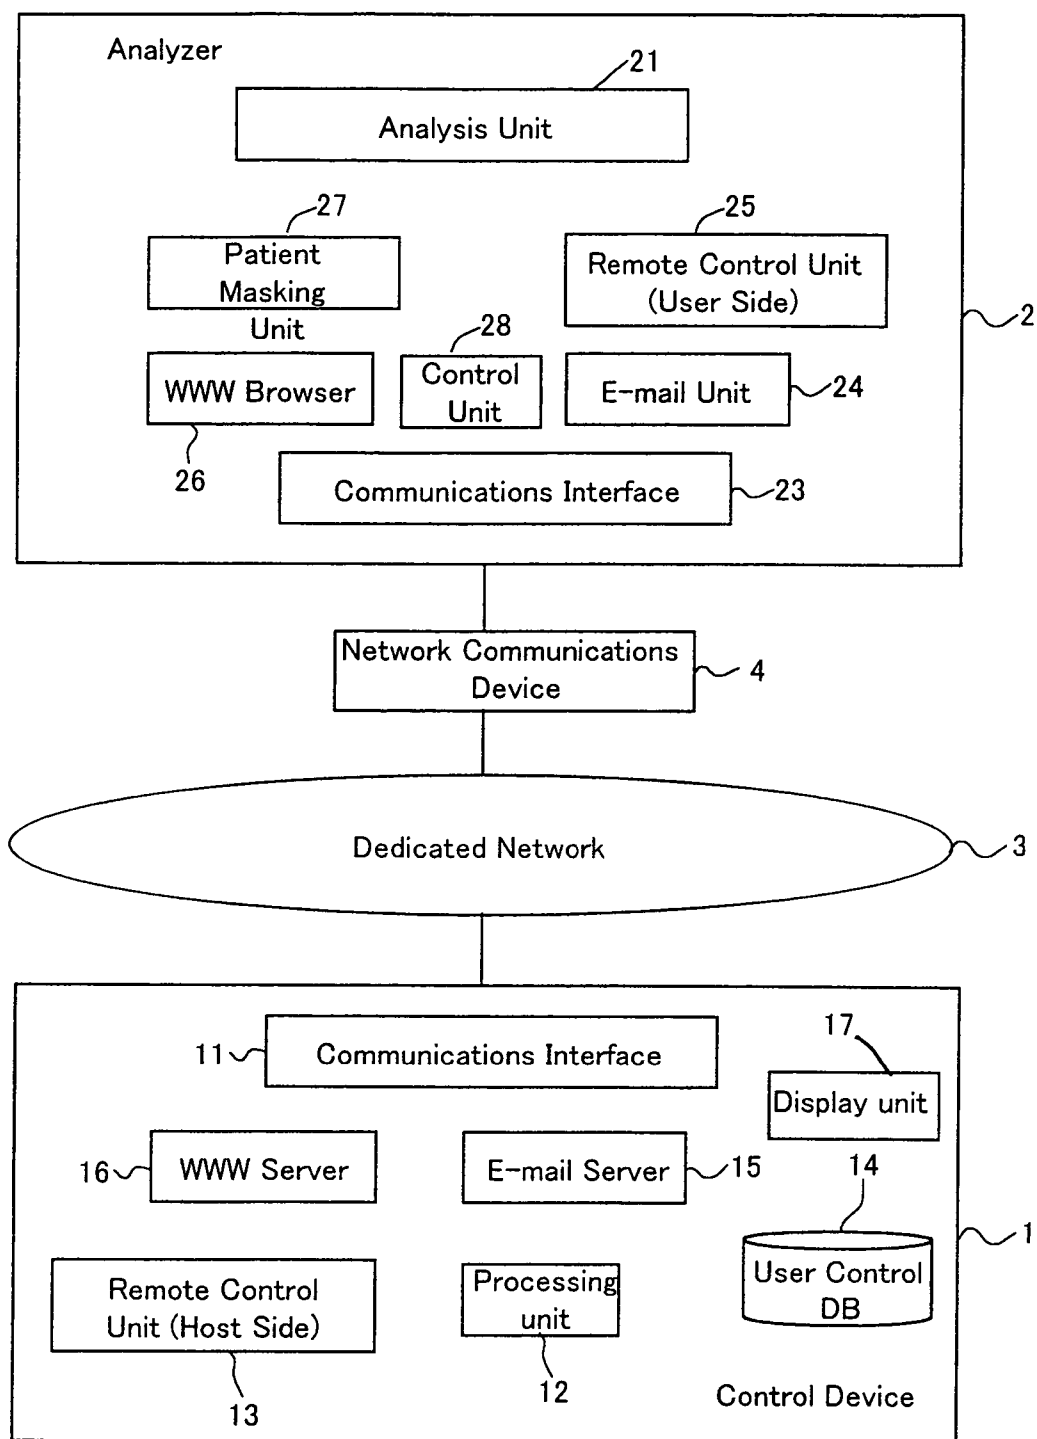 Analyzer
21
Analysis Unit
27
25
Patient
Masking
Unit
Remote Control Unit
(User Side)
2
28
WWW Browser
Control
Unit
E-mail Unit
24
26
Communications Interface
23
Network Communications
Device
4
Dedicated Network
3
17
11
Communications Interface
Display unit
16
WWW Server
E-mail Server
15
14
1
Remote Control
Unit (Host Side)
Processing
unit
User Control
DB
13
12
Control Device